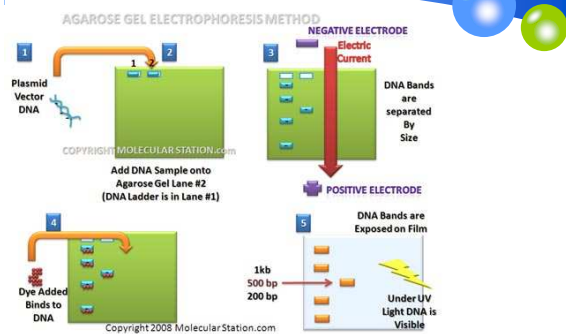 AGAROSE GEL ELECTROPHORESIS METHOD
1
2
Plasmid
Vector
DNA
1 2
COPYRIGHT MOLECULAR STATION.com
Add DNA Sample onto
Agarose Gel Lane #2
(DNA Ladder is in Lane #1)
3
NEGATIVE ELECTRODE
Electric
Current
DNA Bands
are
separated
By
Size
POSITIVE ELECTRODE
4
Dye Added
Binds to
DNA
Copyright 2008 MolecularStation.com
5
DNA Bands are
Exposed on Film
1kb
500 bp
200 bp
Under UV
Light DNA is
Visible